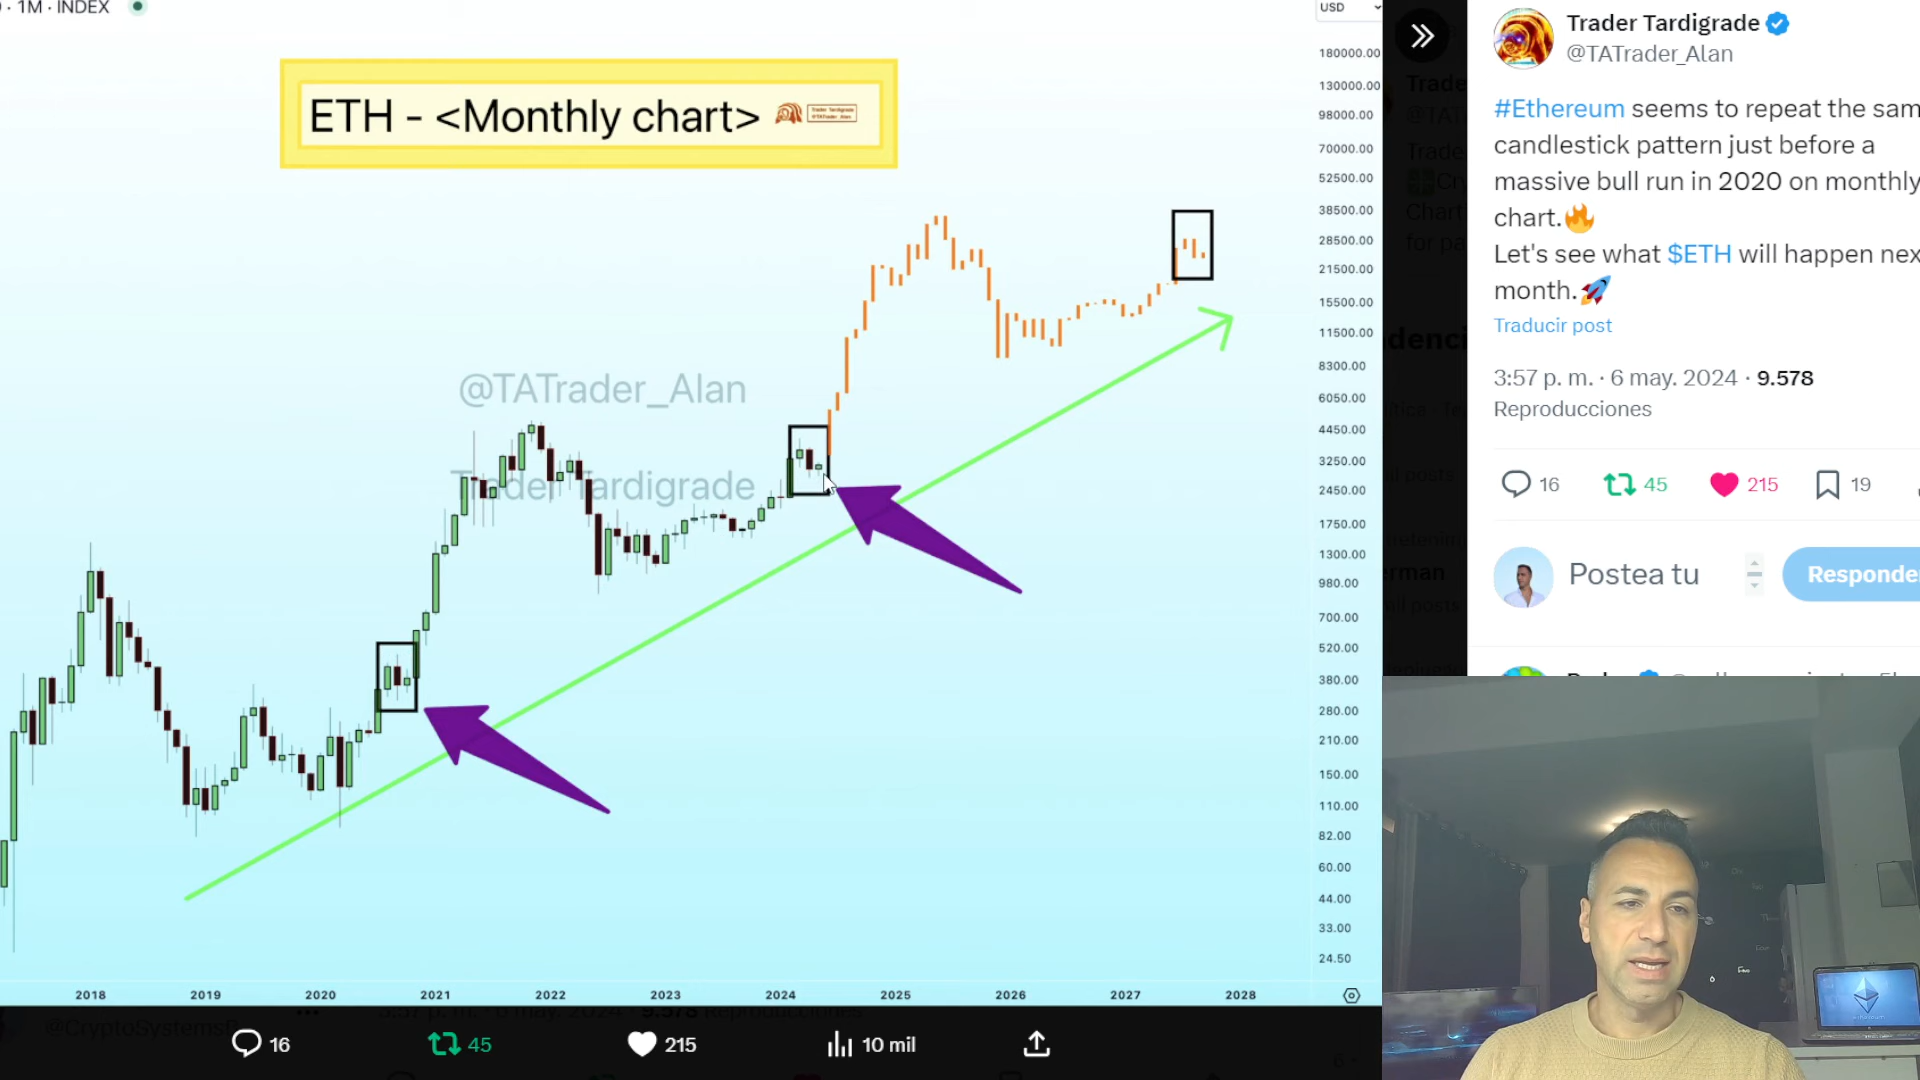 · 1M · INDEX
USD
ETH - <Monthly chart>
Trader Tardigrade
@TATrader_Alan
@TATrader_Alan
Trader Tardigrade
180000.00
130000.00
98000.00
70000.00
52500.00
38500.00
28500.00
21500.00
15500.00
11500.00
8300.00
6050.00
4450.00
3250.00
2450.00
1750.00
1300.00
980.00
700.00
520.00
380.00
280.00
210.00
150.00
110.00
82.00
60.00
44.00
33.00
24.50
2018 2019 2020 2021 2022 2023 2024 2025 2026 2027 2028
16 45 215 10 mil
Trader Tardigrade
@TATrader_Alan
#Ethereum seems to repeat the sam
candlestick pattern just before a
massive bull run in 2020 on monthly
chart.🔥
Let's see what $ETH will happen nex
month.🚀
Traducir post
3:57 p. m. · 6 may. 2024 · 9.578
Reproducciones
16 45 215 19
Postea tu
Responde